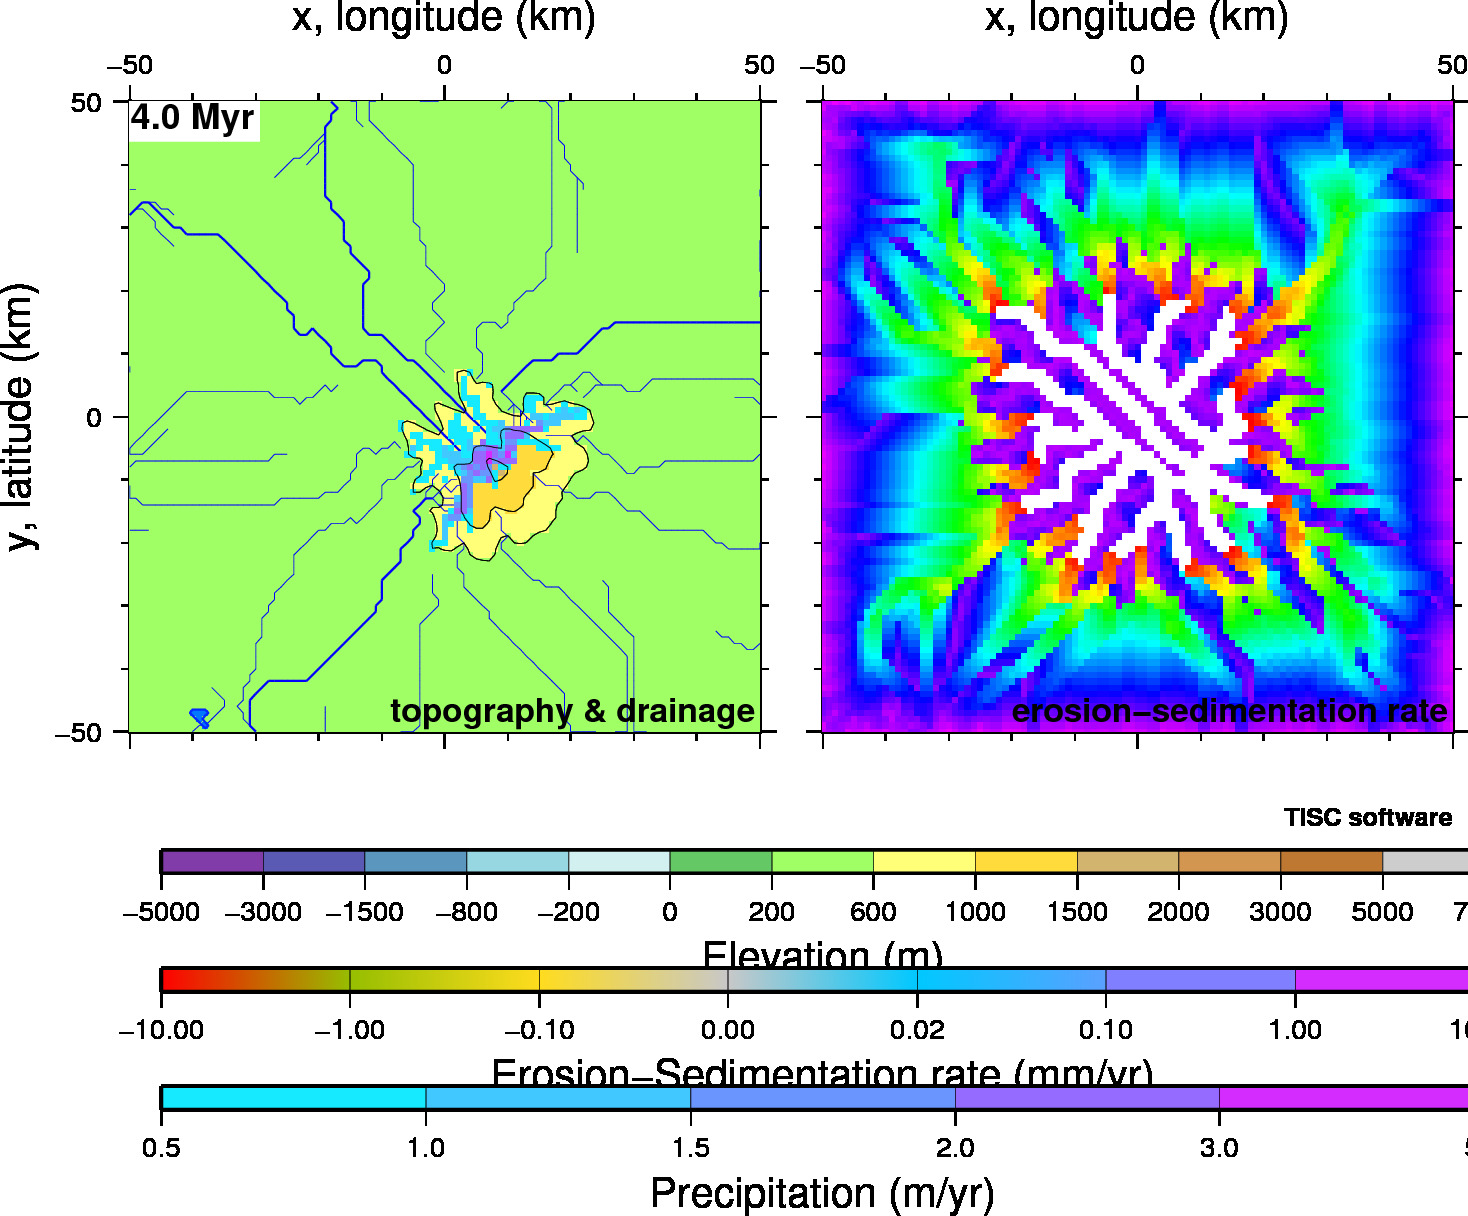 x, longitude (km)
x, longitude (km)
−50 0 50
−50 0 50
50
0
−50
y, latitude (km)
4.0 Myr
topography & drainage
erosion−sedimentation rate
TISC software
−5000 −3000 −1500 −800 −200 0 200 600 1000 1500 2000 3000 5000 7
Elevation (m)
−10.00 −1.00 −0.10 0.00 0.02 0.10 1.00 10
Erosion−Sedimentation rate (mm/yr)
0.5 1.0 1.5 2.0 3.0 5
Precipitation (m/yr)